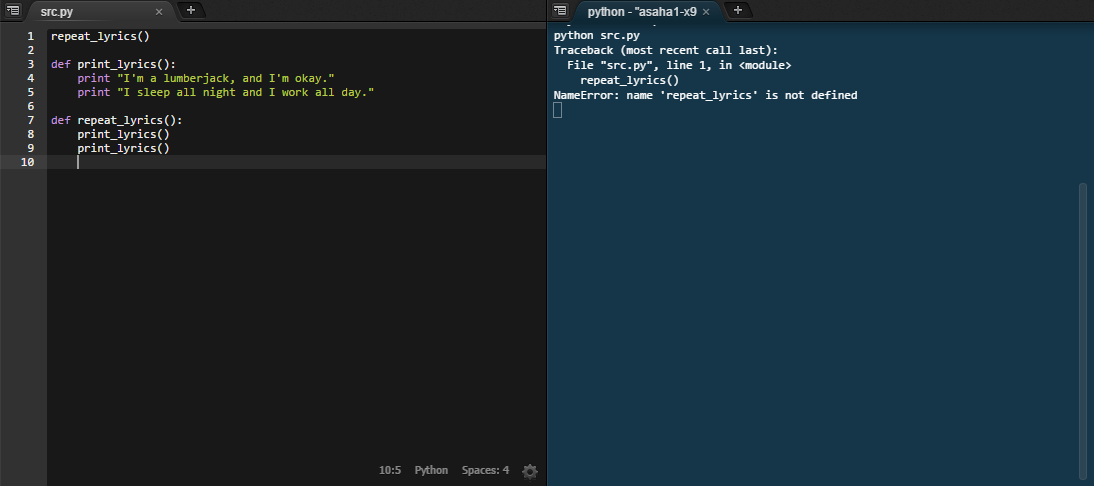 src.py
1 repeat_lyrics()
2
3 def print_lyrics():
4     print "I'm a lumberjack, and I'm okay."
5     print "I sleep all night and I work all day."
6
7 def repeat_lyrics():
8     print_lyrics()
9     print_lyrics()
10
10:5 Python Spaces: 4
python - "asaha1-x9
python src.py
Traceback (most recent call last):
  File "src.py", line 1, in <module>
    repeat_lyrics()
NameError: name 'repeat_lyrics' is not defined